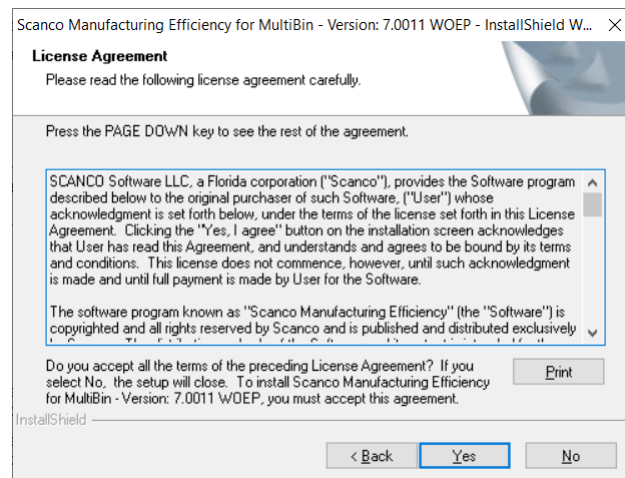 Scanco Manufacturing Efficiency for MultiBin - Version: 7.0011 WOEP - InstallShield W...
License Agreement
Please read the following license agreement carefully.
Press the PAGE DOWN key to see the rest of the agreement.
SCANCO Software LLC, a Florida corporation ("Scanco"), provides the Software program
described below to the original purchaser of such Software, ("User") whose
acknowledgment is set forth below, under the terms of the license set forth in this License
Agreement. Clicking the "Yes, I agree" button on the installation screen acknowledges
that User has read this Agreement, and understands and agrees to be bound by its terms
and conditions. This license does not commence, however, until such acknowledgment
is made and until full payment is made by User for the Software.
The software program known as "Scanco Manufacturing Efficiency" (the "Software") is
copyrighted and all rights reserved by Scanco and is published and distributed exclusively
Do you accept all the terms of the preceding License Agreement? If you
select No, the setup will close. To install Scanco Manufacturing Efficiency
for MultiBin - Version: 7.0011 WOEP, you must accept this agreement.
Print
InstallShield
< Back
Yes
No